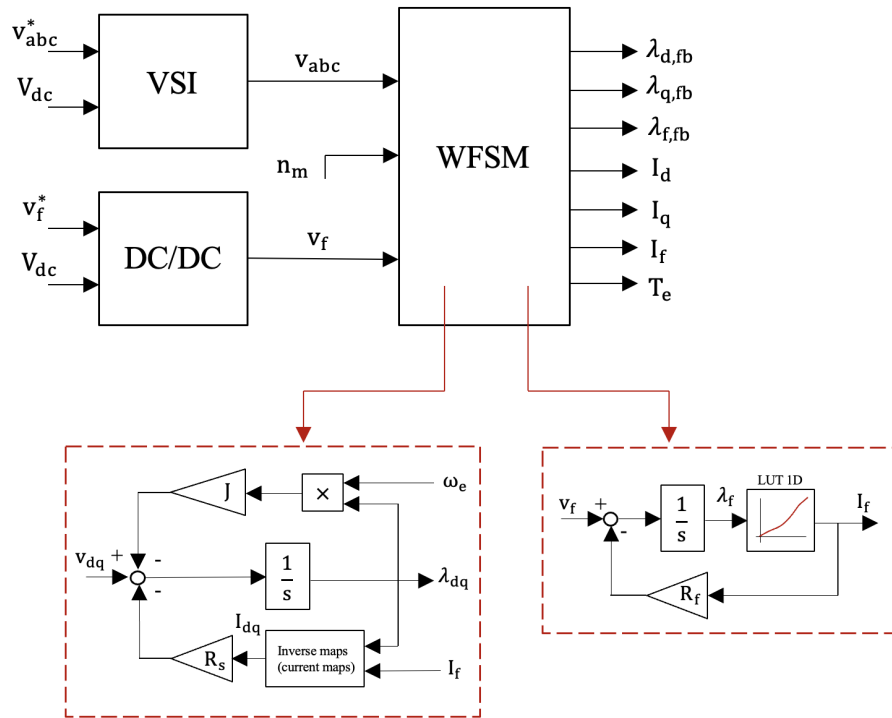 v*abc
Vdc
VSI
vabc
nm
v*f
Vdc
DC/DC
vf
WFSM
λd,fb
λq,fb
λf,fb
Id
Iq
If
Te
J
×
ωe
vdq
+
-
-
1/s
λdq
Idq
Rs
Inverse maps
(current maps)
If
LUT 1D
vf
+
-
1/s
λf
If
Rf